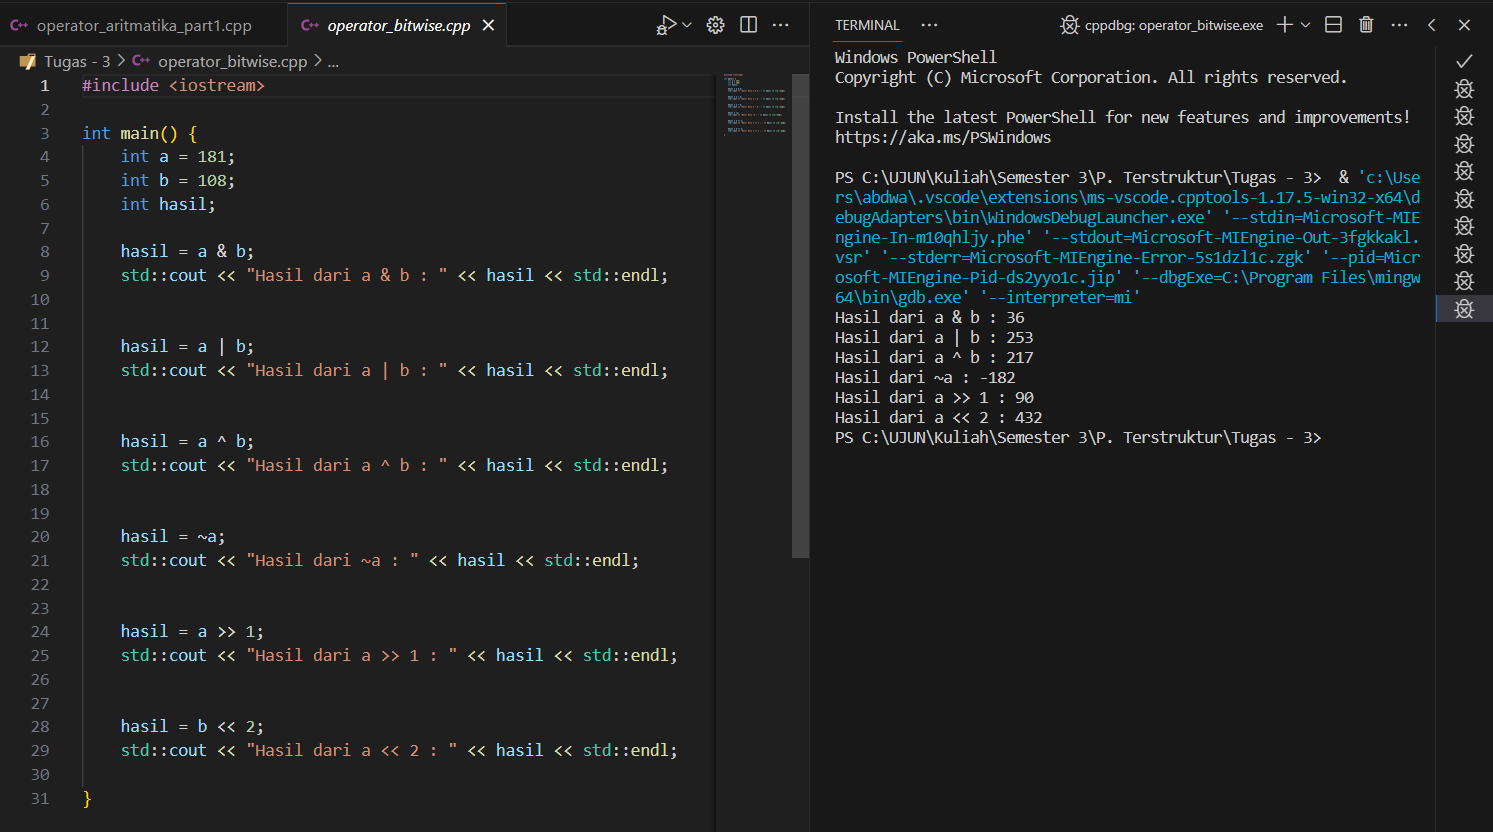 operator_aritmatika_part1.cpp
operator_bitwise.cpp
Tugas - 3 > operator_bitwise.cpp > ...
1 #include <iostream>
2
3 int main() {
4 int a = 181;
5 int b = 108;
6 int hasil;
7
8 hasil = a & b;
9 std::cout << "Hasil dari a & b : " << hasil << std::endl;
10
11
12 hasil = a | b;
13 std::cout << "Hasil dari a | b : " << hasil << std::endl;
14
15
16 hasil = a ^ b;
17 std::cout << "Hasil dari a ^ b : " << hasil << std::endl;
18
19
20 hasil = ~a;
21 std::cout << "Hasil dari ~a : " << hasil << std::endl;
22
23
24 hasil = a >> 1;
25 std::cout << "Hasil dari a >> 1 : " << hasil << std::endl;
26
27
28 hasil = b << 2;
29 std::cout << "Hasil dari a << 2 : " << hasil << std::endl;
30
31 }
TERMINAL
cppdbg: operator_bitwise.exe
Windows PowerShell
Copyright (C) Microsoft Corporation. All rights reserved.
Install the latest PowerShell for new features and improvements!
https://aka.ms/PSWindows
PS C:\UJUN\Kuliah\Semester 3\P. Terstruktur\Tugas - 3>  & 'c:\Use
rs\abdwa\.vscode\extensions\ms-vscode.cpptools-1.17.5-win32-x64\d
ebugAdapters\bin\WindowsDebugLauncher.exe' '--stdin=Microsoft-MIE
ngine-In-m10qhljy.phe' '--stdout=Microsoft-MIEngine-Out-3fgkkakl.
vsr' '--stderr=Microsoft-MIEngine-Error-5s1dzl1c.zgk' '--pid=Micr
osoft-MIEngine-Pid-ds2yyo1c.jip' '--dbgExe=C:\Program Files\mingw
64\bin\gdb.exe' '--interpreter=mi'
Hasil dari a & b : 36
Hasil dari a | b : 253
Hasil dari a ^ b : 217
Hasil dari ~a : -182
Hasil dari a >> 1 : 90
Hasil dari a << 2 : 432
PS C:\UJUN\Kuliah\Semester 3\P. Terstruktur\Tugas - 3>